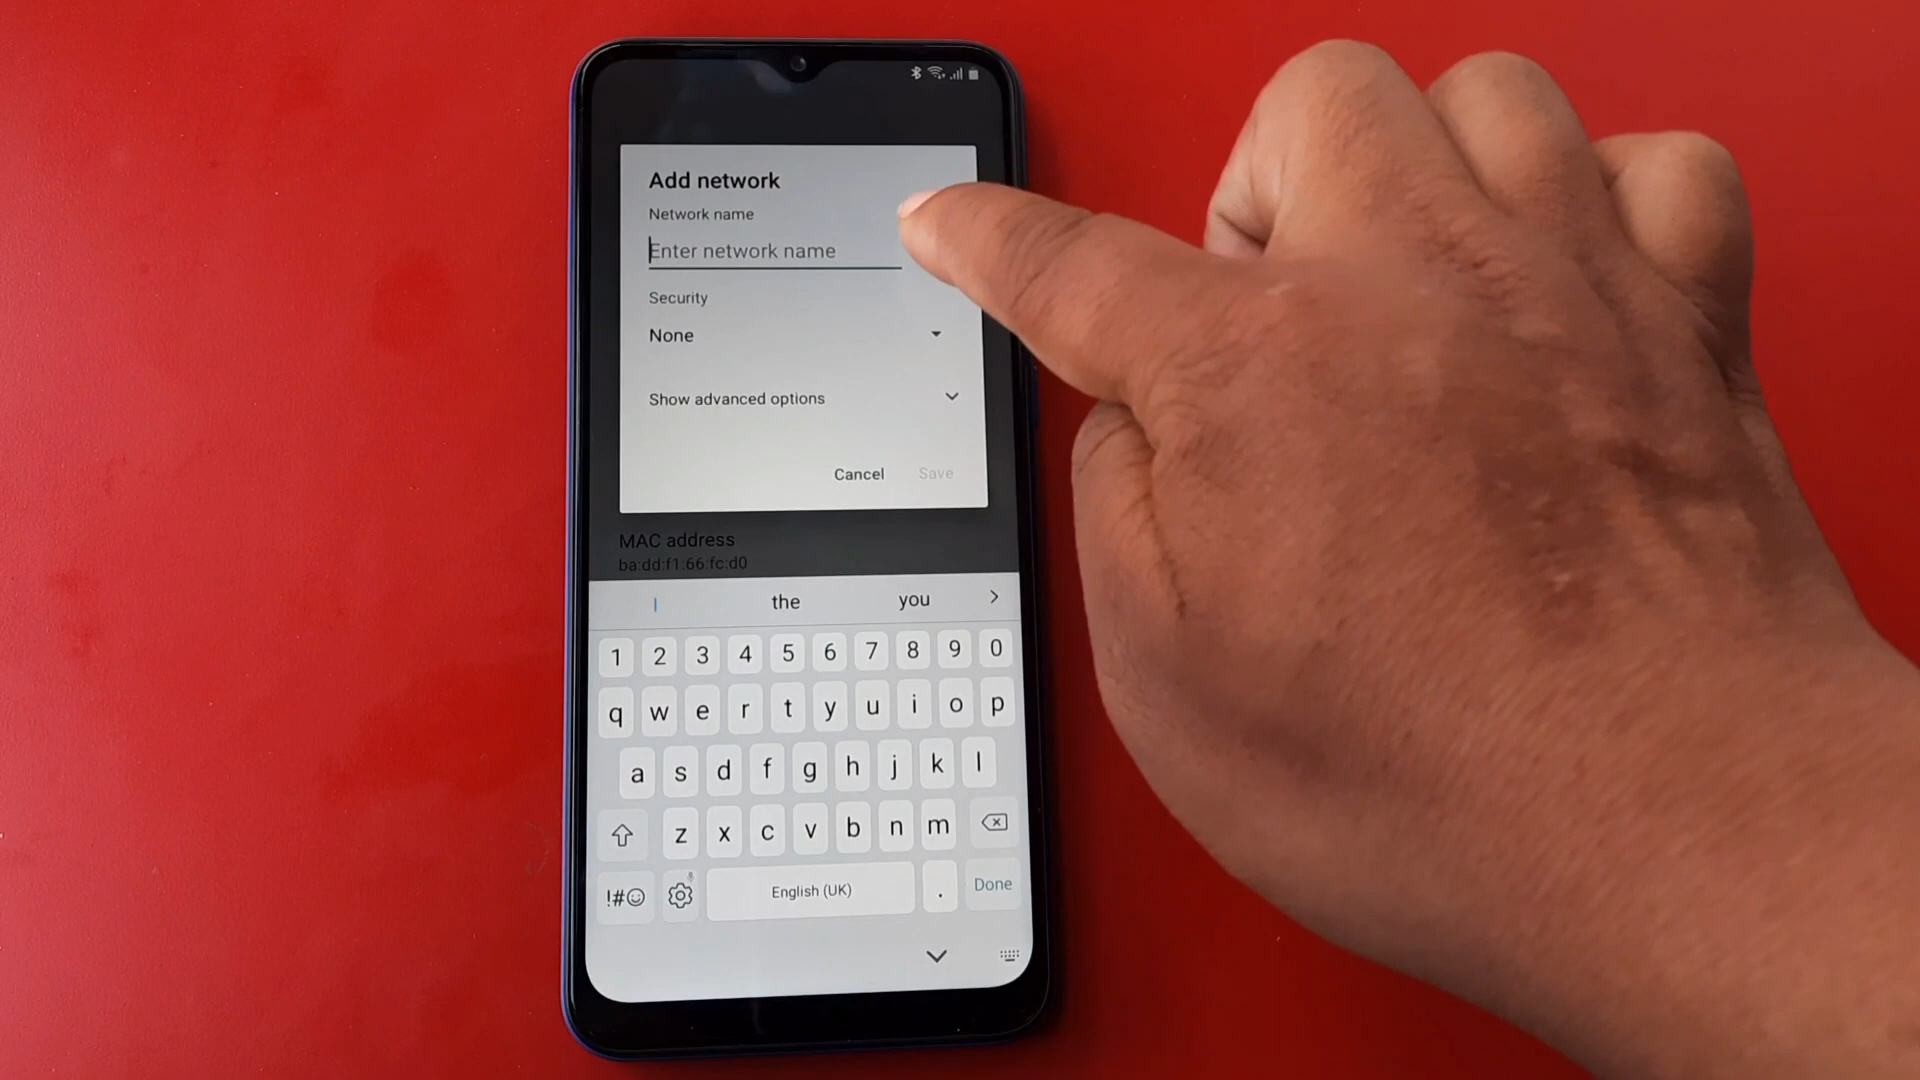 Add network
Network name
Enter network name
Security
None
Show advanced options
Cancel Save
MAC address
ba:dd:f1:66:fc:d0
the you
1 2 3 4 5 6 7 8 9 0
q w e r t y u i o p
a s d f g h j k l
z x c v b n m
!#☺ English (UK) . Done